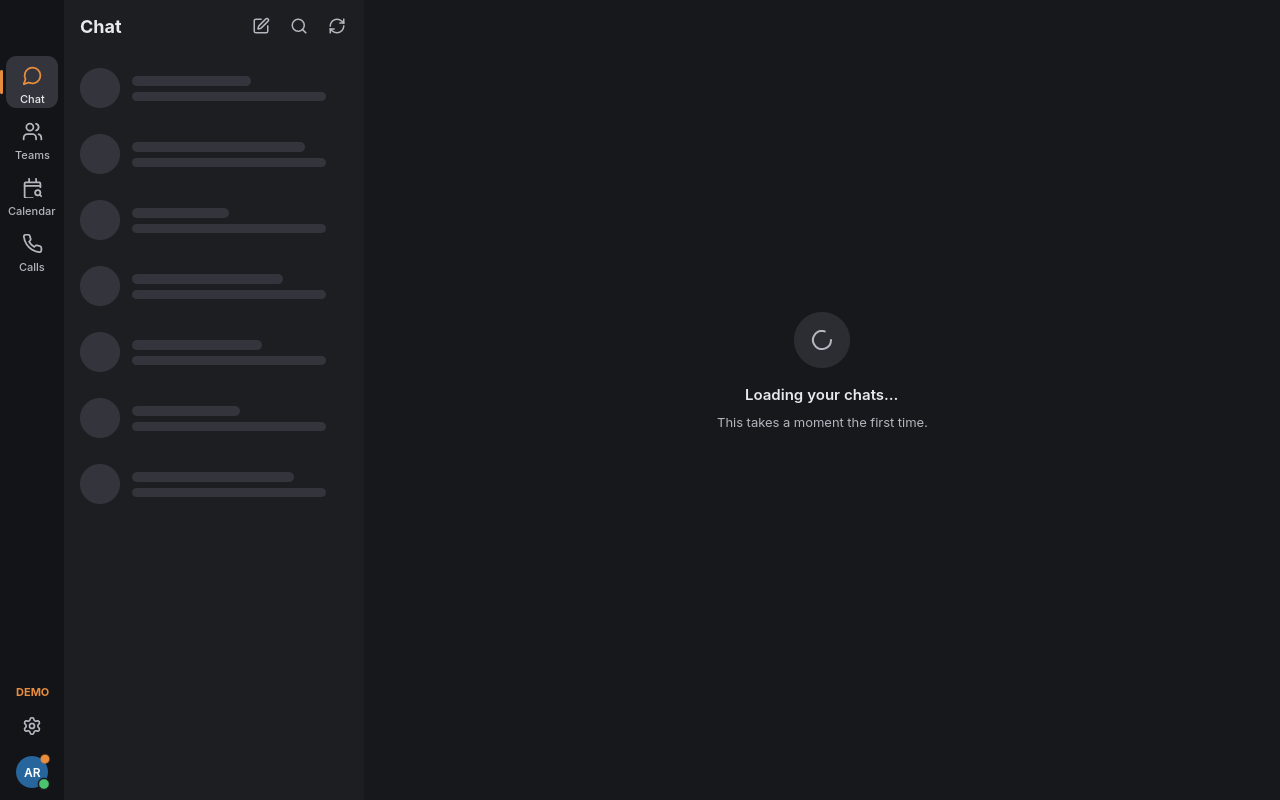 Chat
Chat
Teams
Calendar
Calls
Loading your chats...
This takes a moment the first time.
DEMO
AR